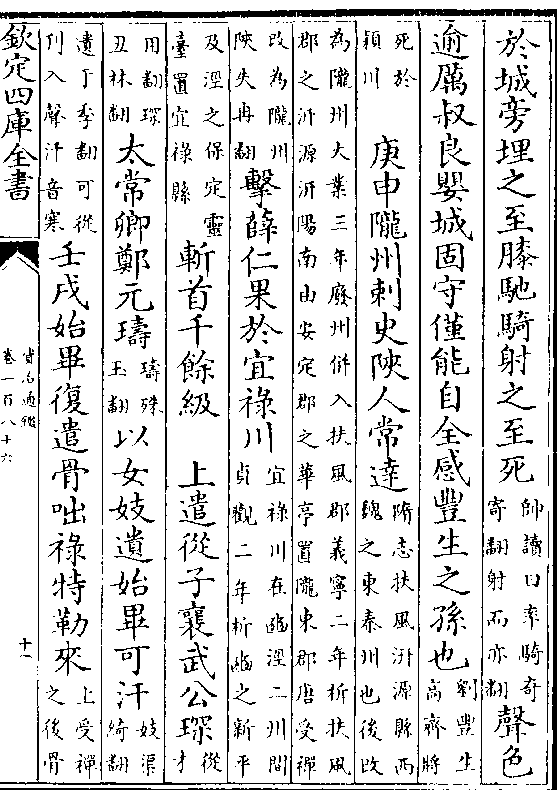 於城旁埋之至膝馳騎射之至死帥讀曰率騎奇寄翻射而亦翻聲色
逾厲叔良嬰城固守僅能自全感豐生之孫也劉豐生高齊將
死於潁川 庚申隴州刺史陜人常達隋志扶風汧源縣西魏之東秦州也後改
為隴州大業三年廢州併入扶風郡義寧二年析扶風郡之汧源汧陽南由安定郡之華亭置隴東郡唐受禪
改為隴州陜失冉翻擊薛仁果於宜祿川宜祿川在豳涇二州間貞觀二年析豳之新平
及涇之保定靈臺置宜祿縣斬首千餘級 上遣從子襄武公琛從才
用翻琛丑林翻太常卿鄭元璹璹殊玉翻以女妓遺始畢可汗妓渠綺翻
遺于季翻可從刋入聲汗音寒壬戌始畢復遣骨咄祿特勒來上受禪之後骨
欽定四庫全書
資治通鑑
卷一百八十六
十一